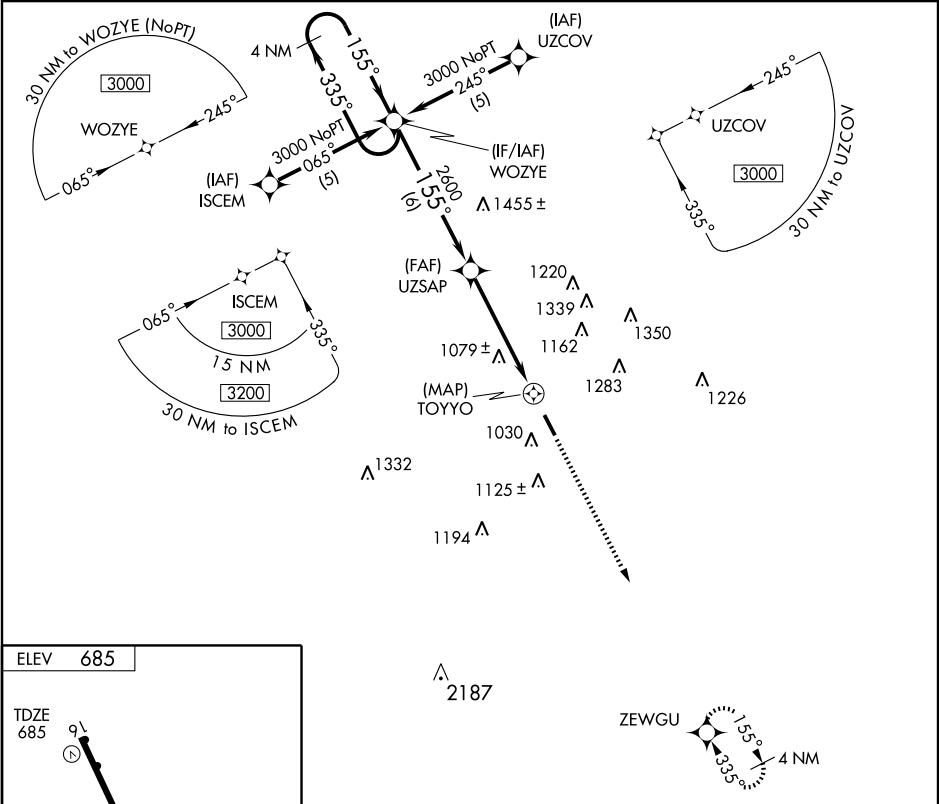 30 NM to WOZYE (NoPT)
3000
245°
WOZYE
065°
4 NM
155°
335°
(IAF)
UZCOV
3000 NoPT
245°
(5)
3000 NoPT
065°
(5)
(IAF)
ISCEM
(IF/IAF)
WOZYE
2600
155°
(6)
1455 ±
245°
UZCOV
3000
335°
30 NM to UZCOV
(FAF)
UZSAP
1220
1339
1162
1350
1283
1226
1079 ±
(MAP)
TOYYO
1030
1125 ±
1194
1332
065°
ISCEM
3000
335°
15 NM
3200
30 NM to ISCEM
2187
ZEWGU
155°
335°
4 NM
ELEV 685
TDZE
685
16
V